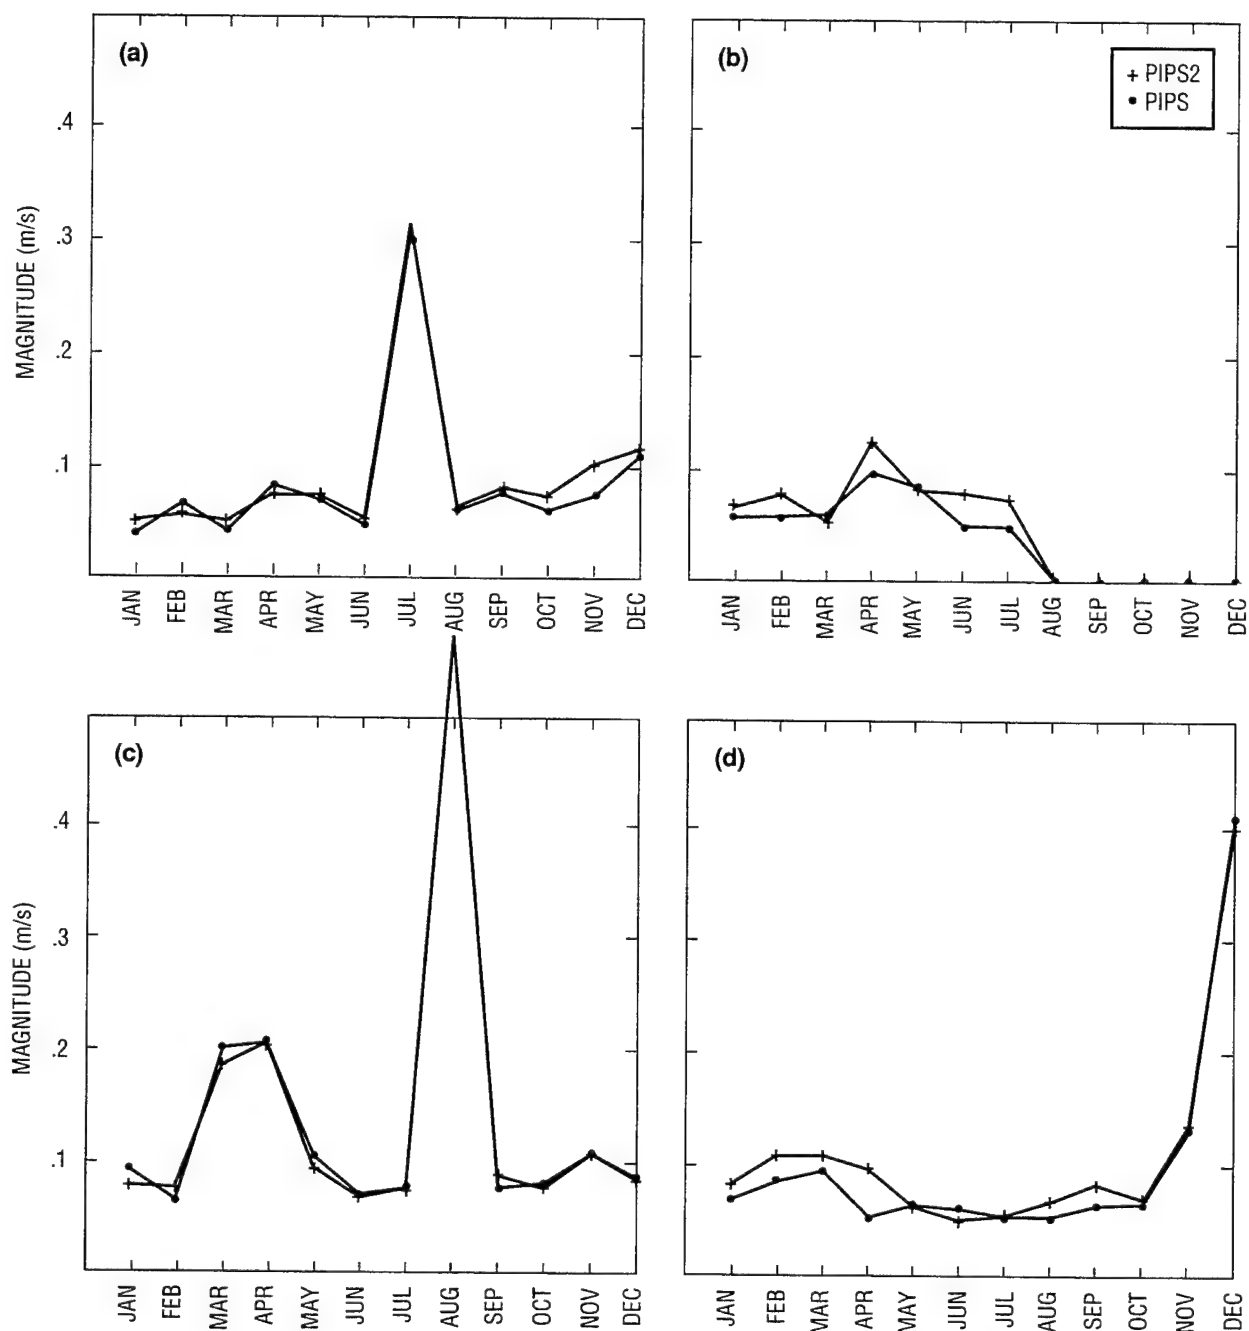 (a)
.4
.3
.2
.1
MAGNITUDE (m/s)
JAN FEB MAR APR MAY JUN JUL AUG SEP OCT NOV DEC
(b)
PIPS2
PIPS
JAN FEB MAR APR MAY JUN JUL AUG SEP OCT NOV DEC
(c)
.4
.3
.2
.1
MAGNITUDE (m/s)
JAN FEB MAR APR MAY JUN JUL AUG SEP OCT NOV DEC
(d)
JAN FEB MAR APR MAY JUN JUL AUG SEP OCT NOV DEC